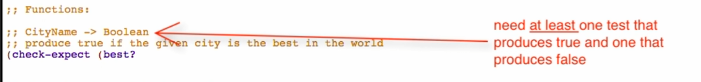 ;; Functions:
;; CityName -> Boolean
;; produce true if the given city is the best in the world
(check-expect (best?
need at least one test that
produces true and one that
produces false